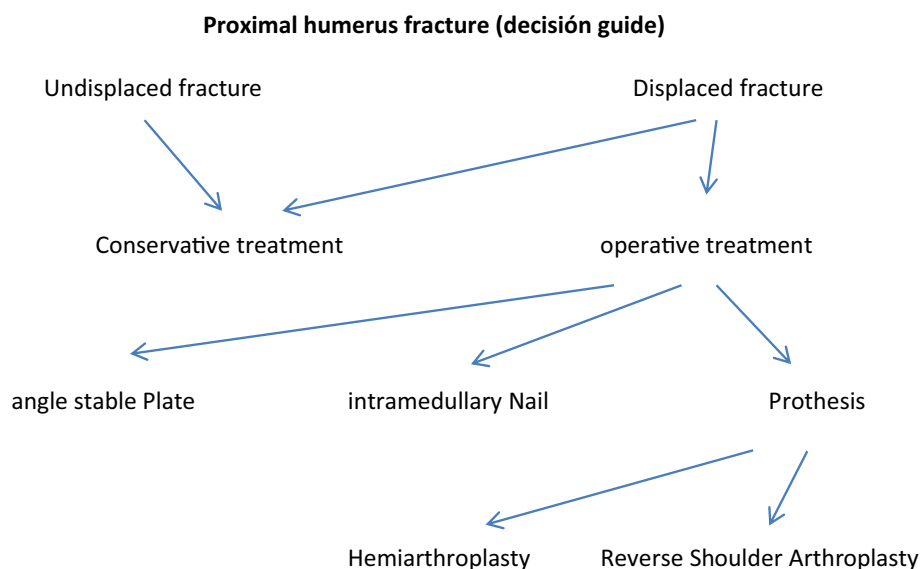 Proximal humerus fracture (decisión guide)
Undisplaced fracture
Displaced fracture
Conservative treatment
operative treatment
angle stable Plate
intramedullary Nail
Prothesis
Hemiarthroplasty
Reverse Shoulder Arthroplasty